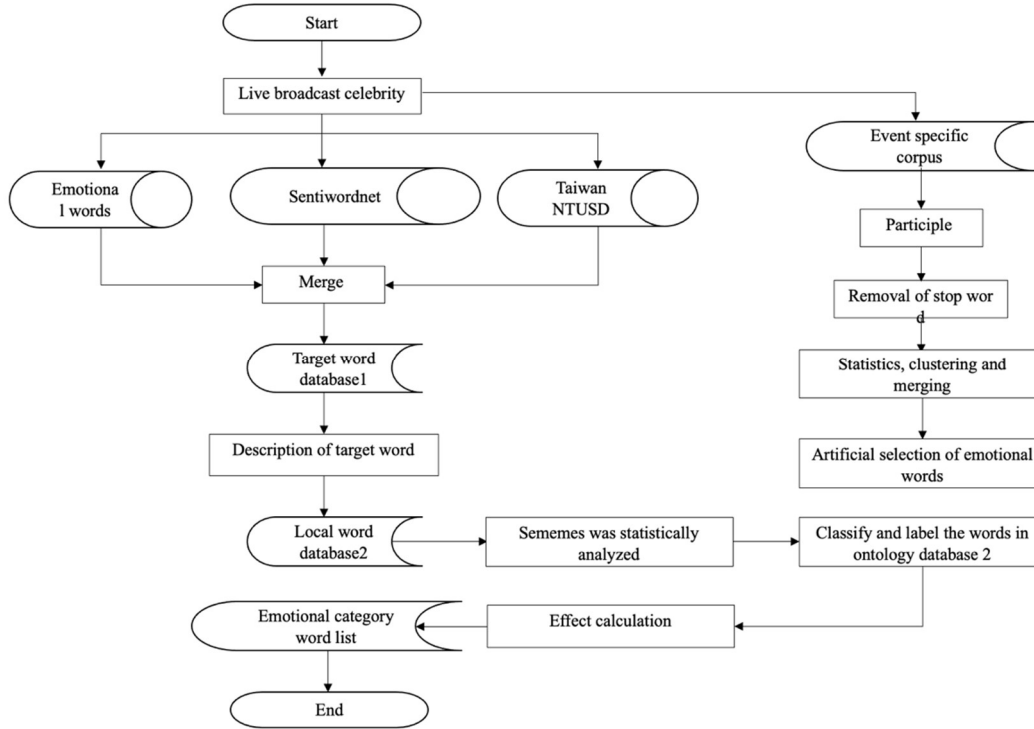 Start
Live broadcast celebrity
Event specific
corpus
Emotiona
l words
Sentiwordnet
Taiwan
NTUSD
Participle
Merge
Removal of stop wor
d
Target word
database1
Statistics, clustering and
merging
Description of target word
Artificial selection of emotional
words
Local word
database2
Sememes was statistically
analyzed
Classify and label the words in
ontology database 2
Emotional category
word list
Effect calculation
End